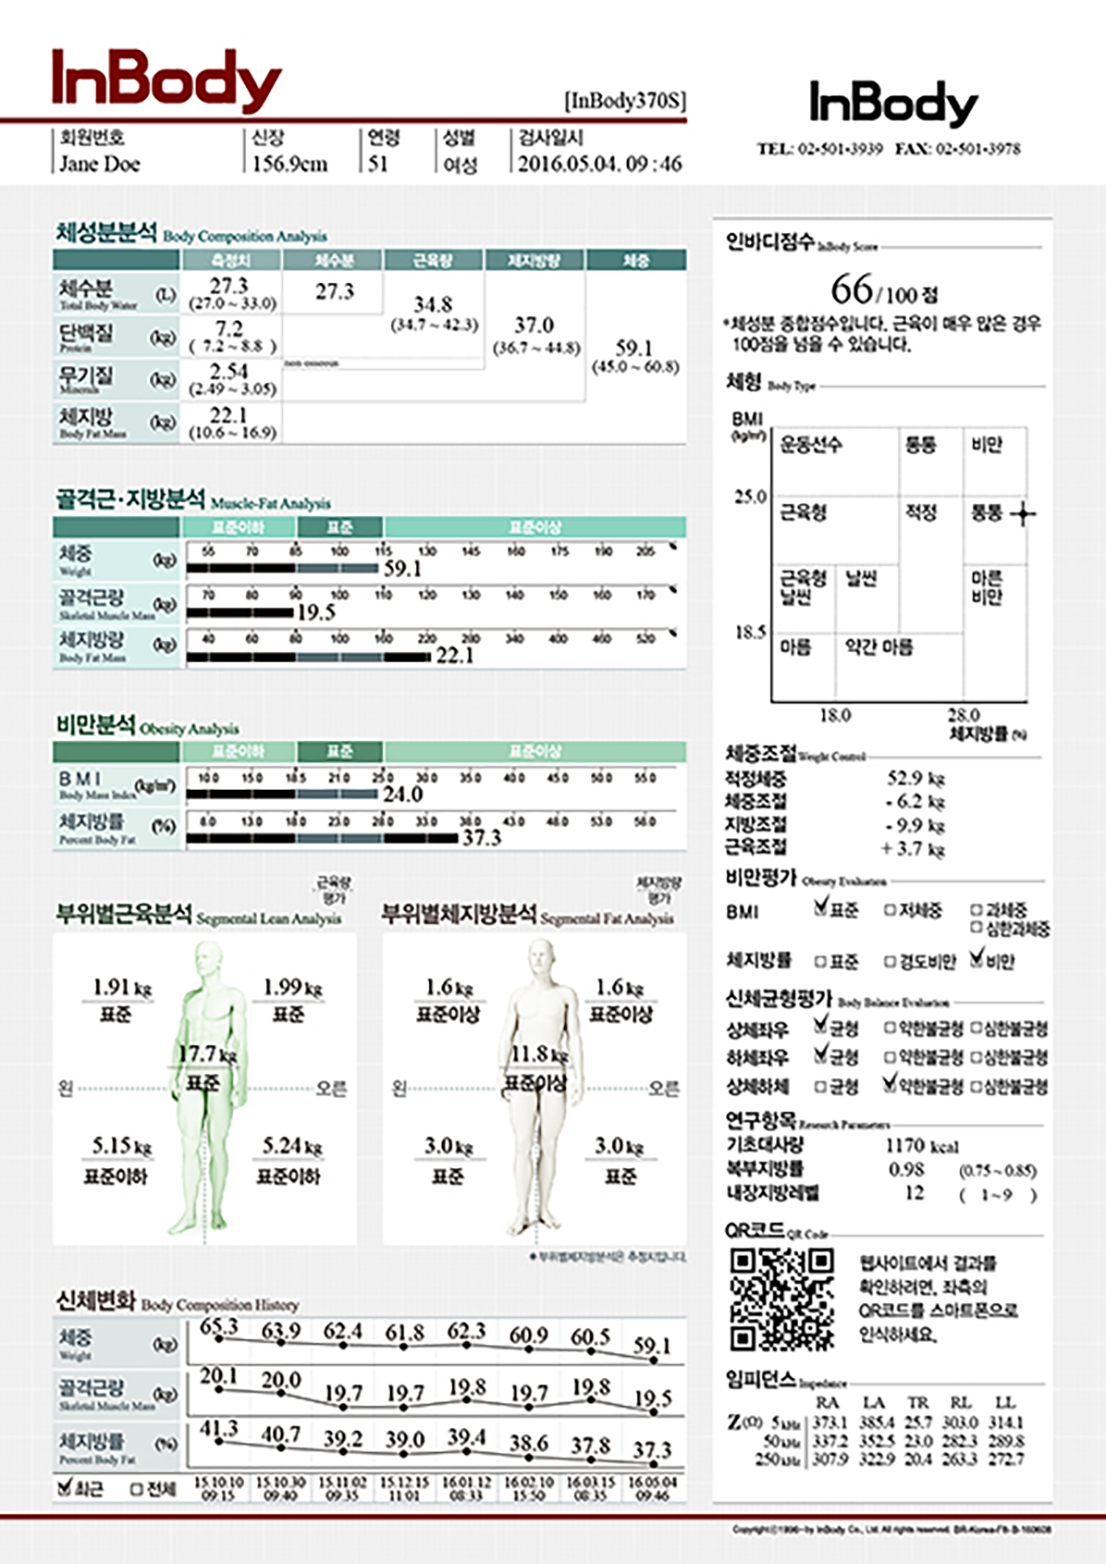 InBody
[InBody370S]
InBody
TEL: 02-501-3939 FAX: 02-501-3978
회원번호 신장 연령 성별 검사일시
Jane Doe 156.9cm 51 여성 2016.05.04. 09:46
체성분분석 Body Composition Analysis
측정치 체수분 근육량 제지방량 체중
체수분 Total Body Water (L) 27.3 (27.0~33.0) 27.3 34.8 (34.7~42.3) 37.0 (36.7~44.8) 59.1 (45.0~60.8)
단백질 Protein (kg) 7.2 (7.2~8.8)
무기질 Minerals (kg) 2.54 (2.49~3.05) non-osseous
체지방 Body Fat Mass (kg) 22.1 (10.6~16.9)
골격근·지방분석 Muscle-Fat Analysis
표준이하 표준 표준이상
체중 Weight (kg) 55 70 85 100 115 130 145 160 175 190 205 %
59.1
골격근량 Skeletal Muscle Mass (kg) 70 80 90 100 110 120 130 140 150 160 170 %
19.5
체지방량 Body Fat Mass (kg) 40 60 80 100 160 220 280 340 400 460 520 %
22.1
비만분석 Obesity Analysis
표준이하 표준 표준이상
BMI Body Mass Index (kg/m²) 10.0 15.0 18.5 21.0 25.0 30.0 35.0 40.0 45.0 50.0 55.0
24.0
체지방률 Percent Body Fat (%) 8.0 13.0 18.0 23.0 28.0 33.0 38.0 43.0 48.0 53.0 58.0
37.3
근육량
평가
부위별근육분석 Segmental Lean Analysis
1.91kg 1.99kg
표준 표준
17.7kg
표준
왼 오른
5.15kg 5.24kg
표준이하 표준이하
체지방량
평가
부위별체지방분석 Segmental Fat Analysis
1.6kg 1.6kg
표준이상 표준이상
11.8kg
표준이상
왼 오른
3.0kg 3.0kg
표준 표준
* 부위별체지방분석은 추정치입니다.
신체변화 Body Composition History
체중 Weight (kg) 65.3 63.9 62.4 61.8 62.3 60.9 60.5 59.1
골격근량 Skeletal Muscle Mass (kg) 20.1 20.0 19.7 19.7 19.8 19.7 19.8 19.5
체지방률 Percent Body Fat (%) 41.3 40.7 39.2 39.0 39.4 38.6 37.8 37.3
최근 전체 15.10.10 15.10.30 15.11.02 15.12.15 16.01.12 16.02.10 16.03.15 16.05.04
09:15 09:40 09:35 11:01 08:33 15:50 08:35 09:46
인바디점수 InBody Score
66/100 점
*체성분 종합점수입니다. 근육이 매우 많은 경우
100점을 넘을 수 있습니다.
체형 Body Type
BMI
(kg/m²)
운동선수 통통 비만
25.0
근육형 적정 통통
근육형
날씬
날씬
마른
비만
18.5
마름 약간 마름
18.0 28.0
체지방률 (%)
체중조절 Weight Control
적정체중 52.9 kg
체중조절 - 6.2 kg
지방조절 - 9.9 kg
근육조절 + 3.7 kg
비만평가 Obesity Evaluation
BMI 표준 저체중 과체중
심한과체중
체지방률 표준 경도비만 비만
신체균형평가 Body Balance Evaluation
상체좌우 균형 약한불균형 심한불균형
하체좌우 균형 약한불균형 심한불균형
상체하체 균형 약한불균형 심한불균형
연구항목 Research Parameters
기초대사량 1170 kcal
복부지방률 0.98 (0.75~0.85)
내장지방레벨 12 (1~9)
QR코드 QR Code
웹사이트에서 결과를
확인하려면, 좌측의
QR코드를 스마트폰으로
인식하세요.
임피던스 Impedance
RA LA TR RL LL
Z(Ω) 5kHz 373.1 385.4 25.7 303.0 314.1
50kHz 337.2 352.5 23.0 282.3 289.8
250kHz 307.9 322.9 20.4 263.3 272.7
Copyright©1996~by InBody Co., Ltd. All rights reserved. BR-Korea-F8-B-160608